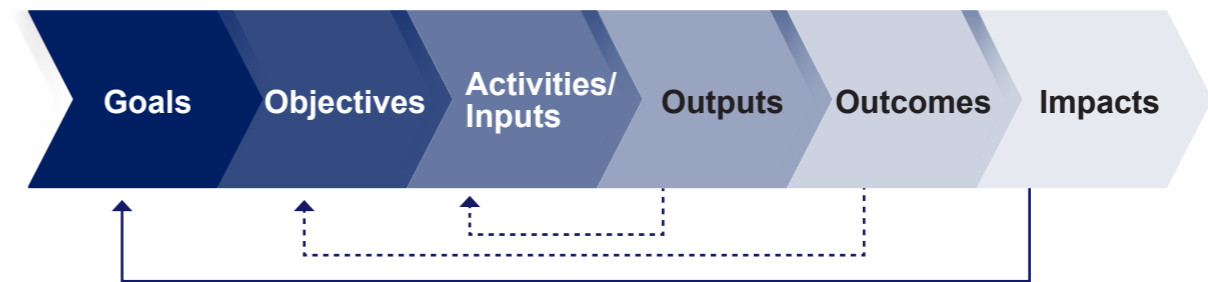 Goals
Objectives
Activities/
Inputs
Outputs
Outcomes
Impacts